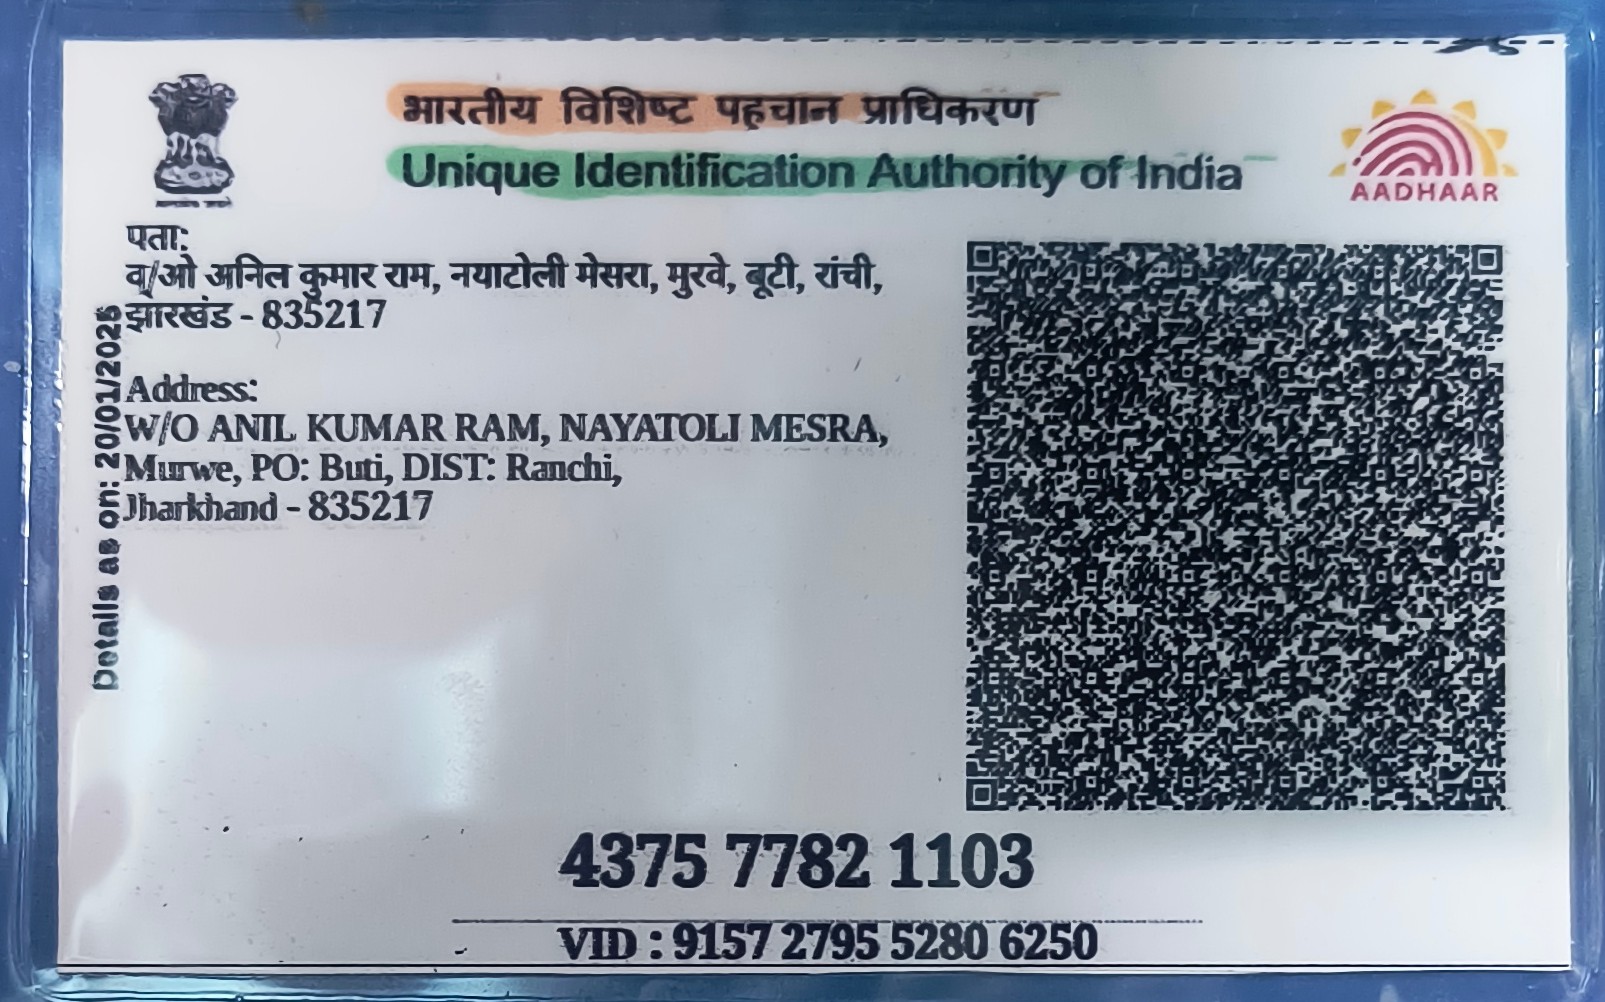 भारतीय विशिष्ट पहचान प्राधिकरण
Unique Identification Authority of India
AADHAAR
पता:
व/ओ अनिल कुमार राम, नयाटोली मेसरा, मुरवे, बूटी, रांची,
झारखंड - 835217
Address:
W/O ANIL KUMAR RAM, NAYATOLI MESRA,
Murwe, PO: Buti, DIST: Ranchi,
Jharkhand - 835217
Details as on: 20/01/2025
4375 7782 1103
VID : 9157 2795 5280 6250